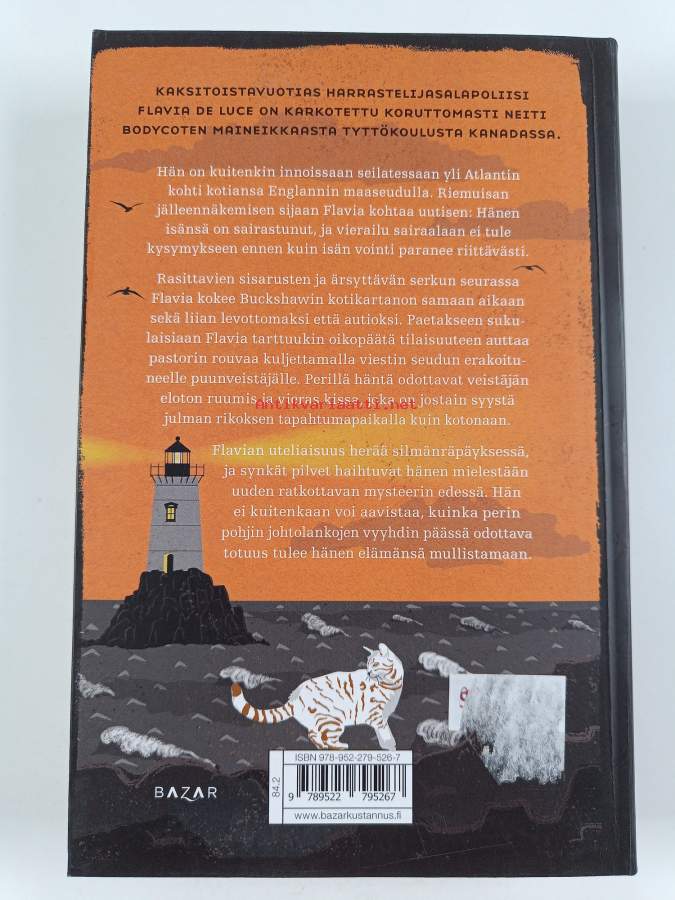 KAKSITOISTAVUOTIAS HARRASTELIJASALAPOLIISI
FLAVIA DE LUCE ON KARKOTETTU KORUTTOMASTI NEITI
BODYCOTEN MAINEIKKAASTA TYTTÖKOULUSTA KANADASSA.
Hän on kuitenkin innoissaan seilatessaan yli Atlantin
kohti kotiansa Englannin maaseudulla. Riemuisan
jälleennäkemisen sijaan Flavia kohtaa uutisen: Hänen
isänsä on sairastunut, ja vierailu sairaalaan ei tule
kysymykseen ennen kuin isän vointi paranee riittävästi.
Rasittavien sisarusten ja ärsyttävän serkun seurassa
Flavia kokee Buckshawin kotikartanon samaan aikaan
sekä liian levottomaksi että autioksi. Paetakseen suku-
laisiaan Flavia tarttuukin oikopäätä tilaisuuteen auttaa
pastorin rouvaa kuljettamalla viestin seudun erakoitu-
neelle puunveistäjälle. Perillä häntä odottavat veistäjän
eloton ruumis ja vieras kissa, joka on jostain syystä
Antikvariaatti.net
julman rikoksen tapahtumapaikalla kuin kotonaan.
Flavian uteliaisuus herää silmänräpäyksessä,
ja synkät pilvet haihtuvat hänen mielestään
uuden ratkottavan mysteerin edessä. Hän
ei kuitenkaan voi aavistaa, kuinka perin
pohjin johtolankojen vyyhdin päässä odottava
totuus tulee hänen elämänsä mullistamaan.
ISBN 978-952-279-526-7
84.2
9 789522 795267
www.bazarkustannus.fi
BAZAR